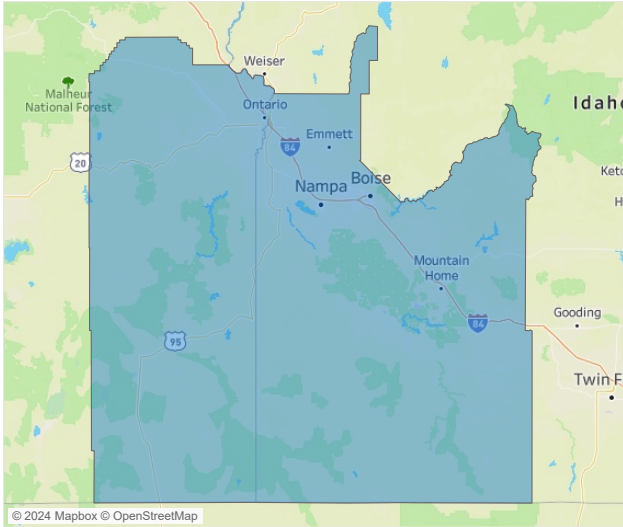 Weiser
Malheur
National Forest
Ontario
Idaho
84
Emmett
20
Ketc
Boise
Nampa
H
Mountain
Home
Gooding
84
95
Twin F
© 2024 Mapbox © OpenStreetMap